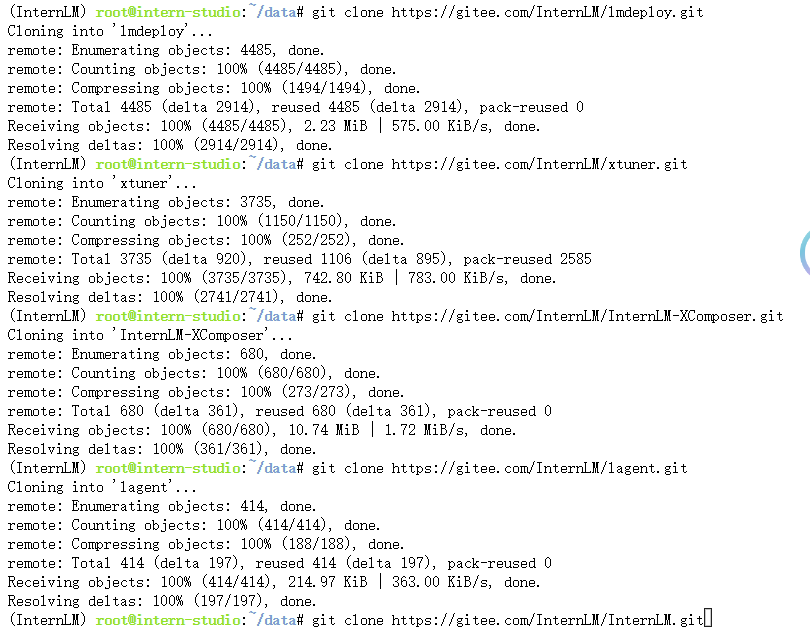 (InternLM) root@intern-studio:~/data# git clone https://gitee.com/InternLM/lmdeploy.git
Cloning into 'lmdeploy'...
remote: Enumerating objects: 4485, done.
remote: Counting objects: 100% (4485/4485), done.
remote: Compressing objects: 100% (1494/1494), done.
remote: Total 4485 (delta 2914), reused 4485 (delta 2914), pack-reused 0
Receiving objects: 100% (4485/4485), 2.23 MiB | 575.00 KiB/s, done.
Resolving deltas: 100% (2914/2914), done.
(InternLM) root@intern-studio:~/data# git clone https://gitee.com/InternLM/xtuner.git
Cloning into 'xtuner'...
remote: Enumerating objects: 3735, done.
remote: Counting objects: 100% (1150/1150), done.
remote: Compressing objects: 100% (252/252), done.
remote: Total 3735 (delta 920), reused 1106 (delta 895), pack-reused 2585
Receiving objects: 100% (3735/3735), 742.80 KiB | 783.00 KiB/s, done.
Resolving deltas: 100% (2741/2741), done.
(InternLM) root@intern-studio:~/data# git clone https://gitee.com/InternLM/InternLM-XComposer.git
Cloning into 'InternLM-XComposer'...
remote: Enumerating objects: 680, done.
remote: Counting objects: 100% (680/680), done.
remote: Compressing objects: 100% (273/273), done.
remote: Total 680 (delta 361), reused 680 (delta 361), pack-reused 0
Receiving objects: 100% (680/680), 10.74 MiB | 1.72 MiB/s, done.
Resolving deltas: 100% (361/361), done.
(InternLM) root@intern-studio:~/data# git clone https://gitee.com/InternLM/lagent.git
Cloning into 'lagent'...
remote: Enumerating objects: 414, done.
remote: Counting objects: 100% (414/414), done.
remote: Compressing objects: 100% (188/188), done.
remote: Total 414 (delta 197), reused 414 (delta 197), pack-reused 0
Receiving objects: 100% (414/414), 214.97 KiB | 363.00 KiB/s, done.
Resolving deltas: 100% (197/197), done.
(InternLM) root@intern-studio:~/data# git clone https://gitee.com/InternLM/InternLM.git